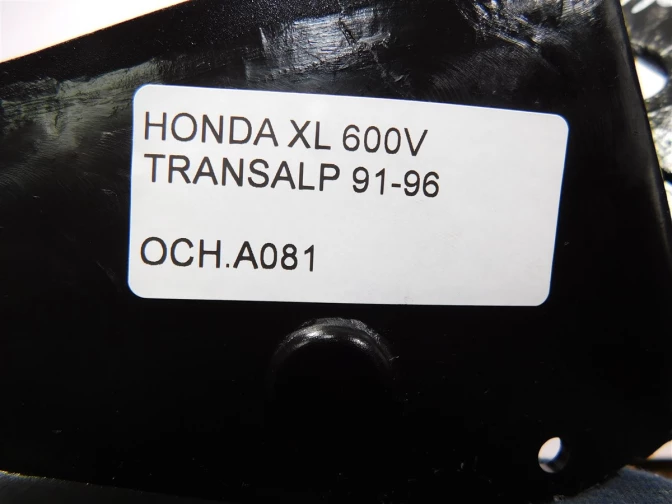 HONDA XL 600V
TRANSALP 91-96
OCH.A081